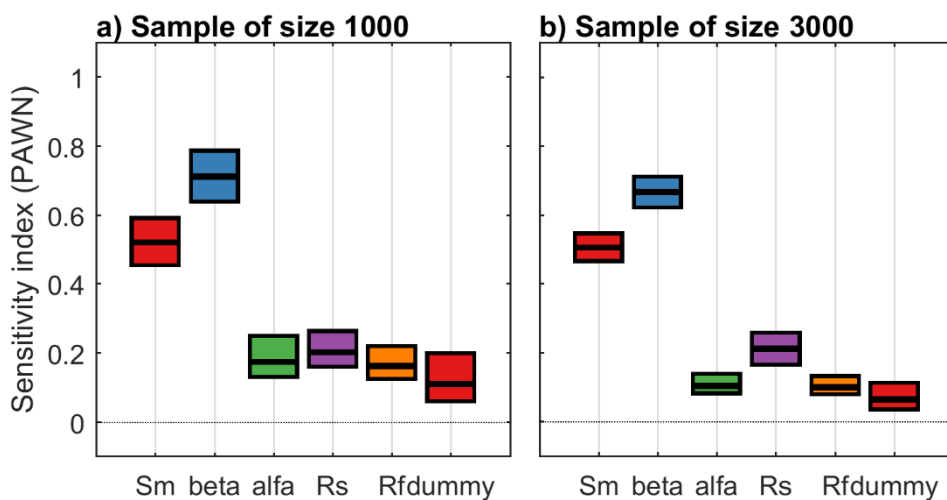 a) Sample of size 1000
b) Sample of size 3000
Sensitivity index (PAWN)
1
0.8
0.6
0.4
0.2
0
Sm beta alfa Rs Rfdummy
Sm beta alfa Rs Rfdummy